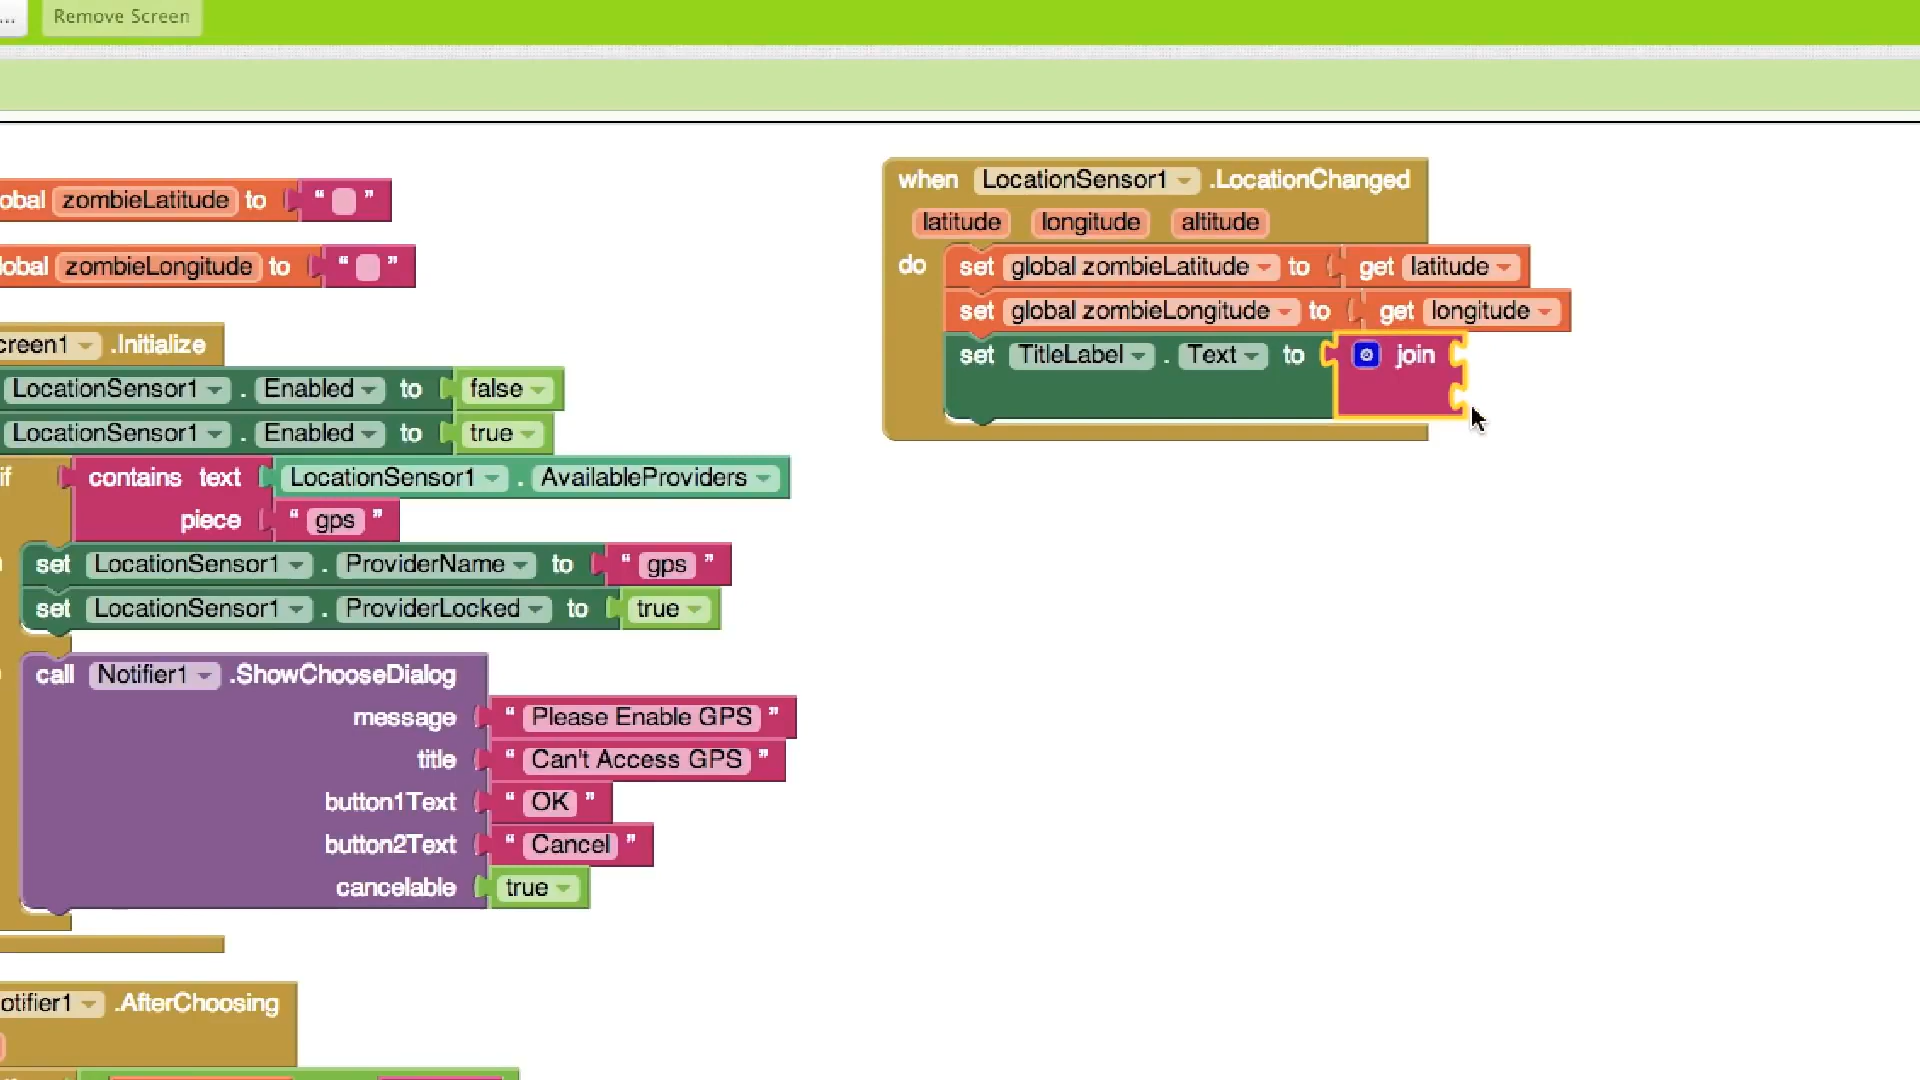 ... Remove Screen
obal zombieLatitude to “ ”
lobal zombieLongitude to “ ”
creen1 .Initialize
LocationSensor1 . Enabled to false
LocationSensor1 . Enabled to true
if contains text LocationSensor1 . AvailableProviders
piece “ gps ”
set LocationSensor1 . ProviderName to “ gps ”
set LocationSensor1 . ProviderLocked to true
call Notifier1 .ShowChooseDialog
message “ Please Enable GPS ”
title “ Can't Access GPS ”
button1Text “ OK ”
button2Text “ Cancel ”
cancelable true
otifier1 .AfterChoosing
when LocationSensor1 .LocationChanged
latitude longitude altitude
do set global zombieLatitude to get latitude
set global zombieLongitude to get longitude
set TitleLabel . Text to join